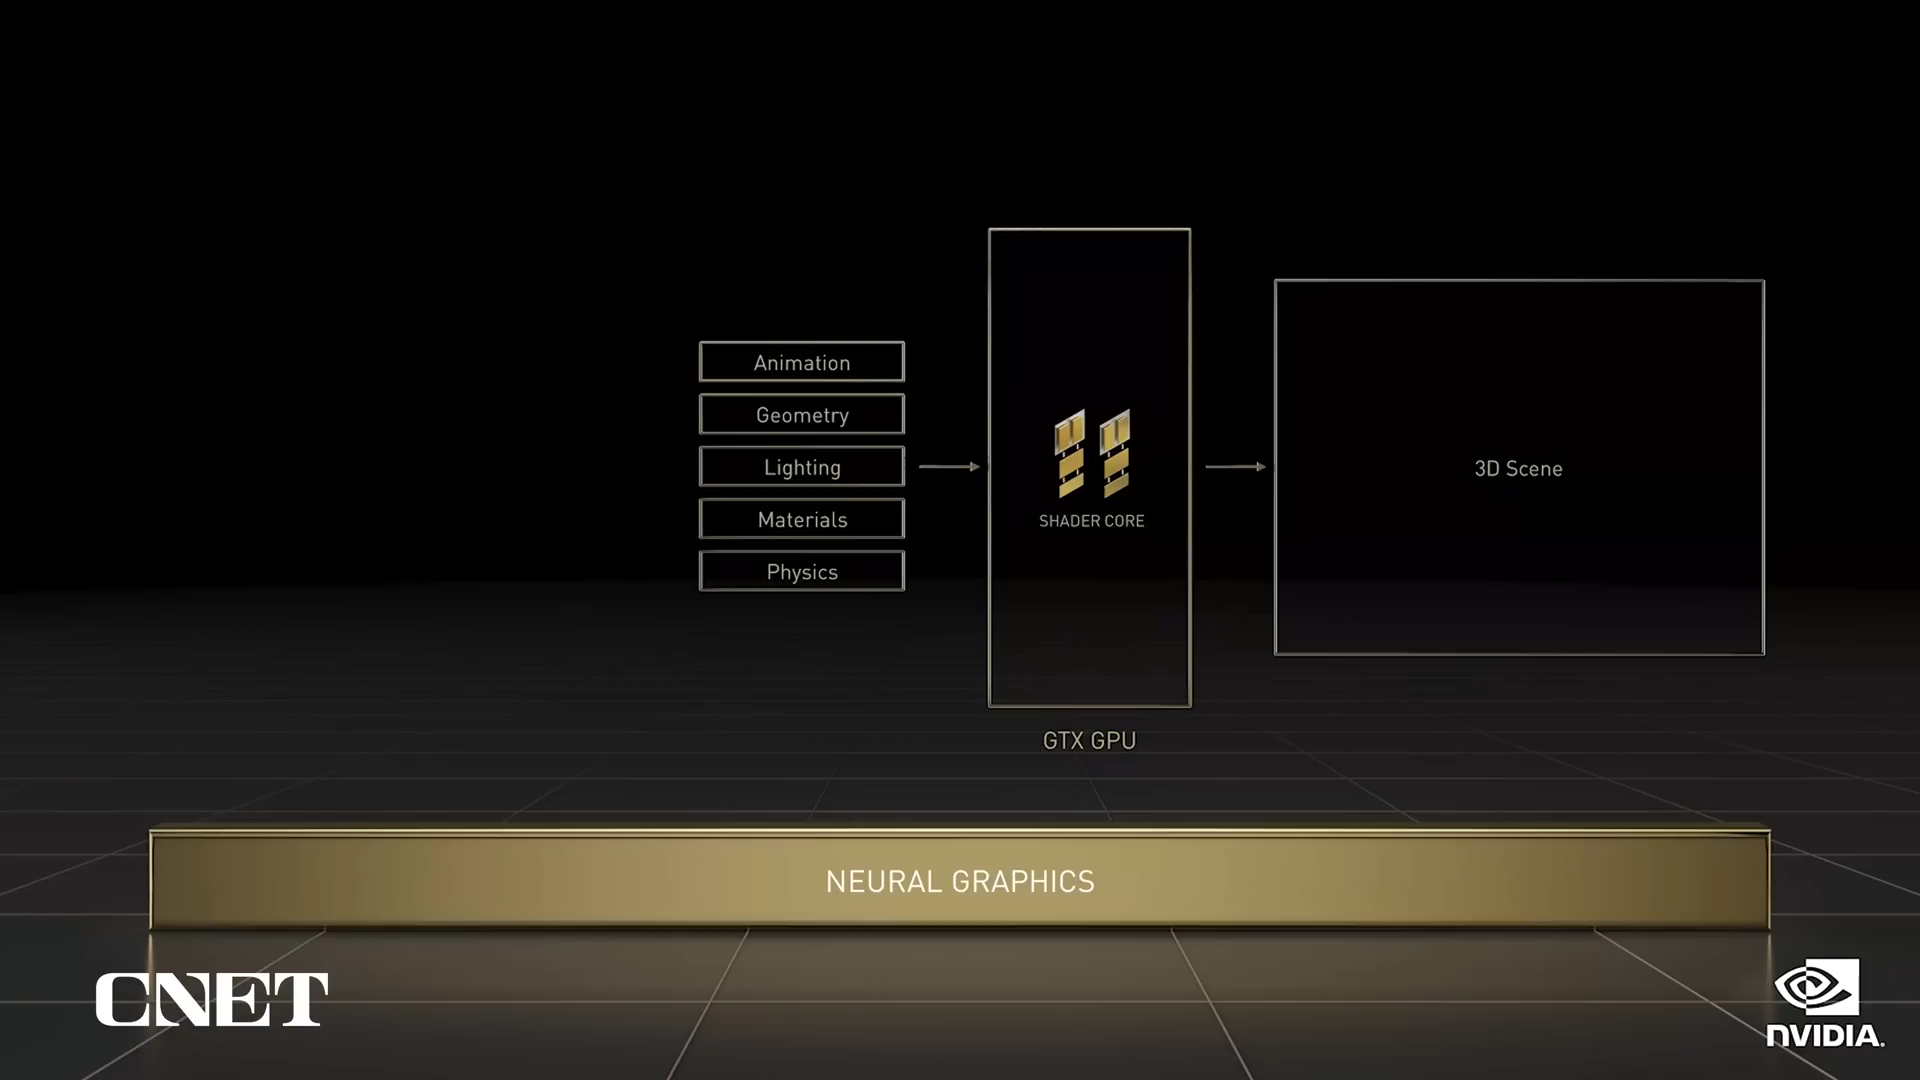 Animation
Geometry
Lighting
Materials
Physics
SHADER CORE
GTX GPU
3D Scene
NEURAL GRAPHICS
CNET
NVIDIA.